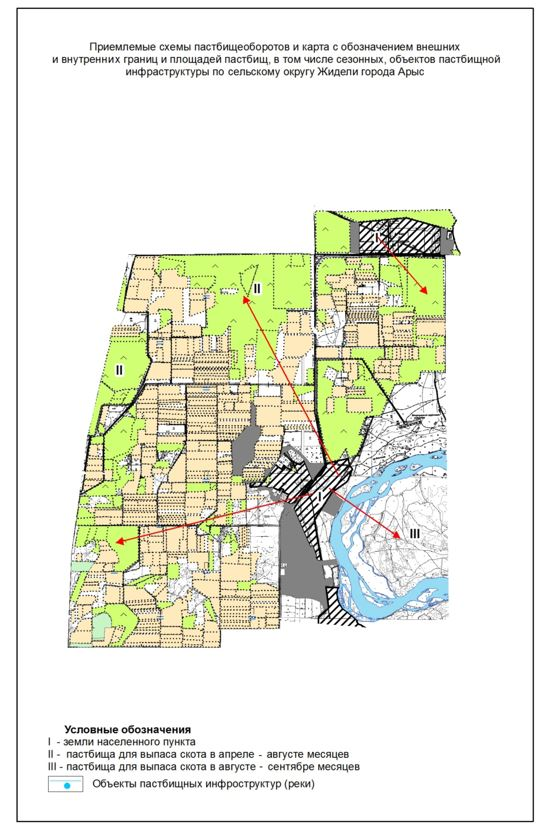 Приемлемые схемы пастбищеоборотов и карта с обозначением внешних
и внутренних границ и площадей пастбищ, в том числе сезонных, объектов пастбищной
инфраструктуры по сельскому округу Жидели города Арыс
I
II
II
I
III
Условные обозначения
I - земли населенного пункта
II - пастбища для выпаса скота в апреле - августе месяцев
III - пастбища для выпаса скота в августе - сентябре месяцев
Объекты пастбищных инфроструктур (реки)